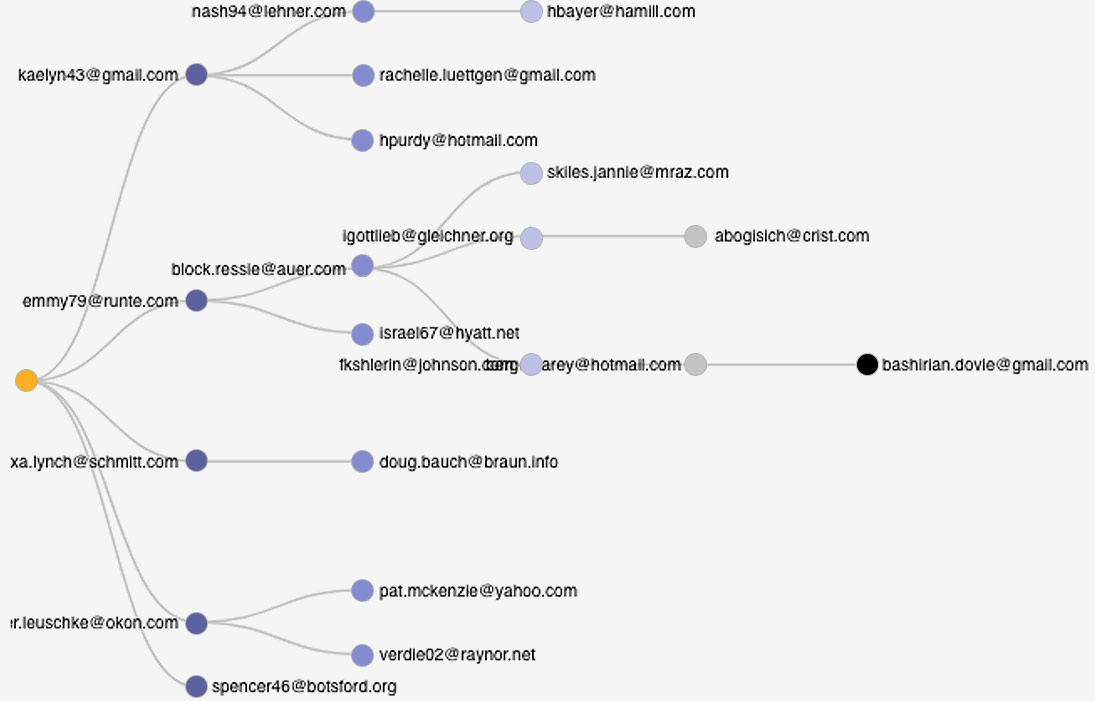 nash94@lehner.com
hbayer@hamill.com
kaelyn43@gmail.com
rachelle.luettgen@gmail.com
hpurdy@hotmail.com
skiles.jannie@mraz.com
igottlieb@gleichner.org
abogisich@crist.com
block.ressie@auer.com
emmy79@runte.com
israel67@hyatt.net
fkshlerin@johnson.com
arey@hotmail.com
bashirian.dovie@gmail.com
xa.lynch@schmitt.com
doug.bauch@braun.info
pat.mckenzie@yahoo.com
er.leuschke@okon.com
verdie02@raynor.net
spencer46@botsford.org